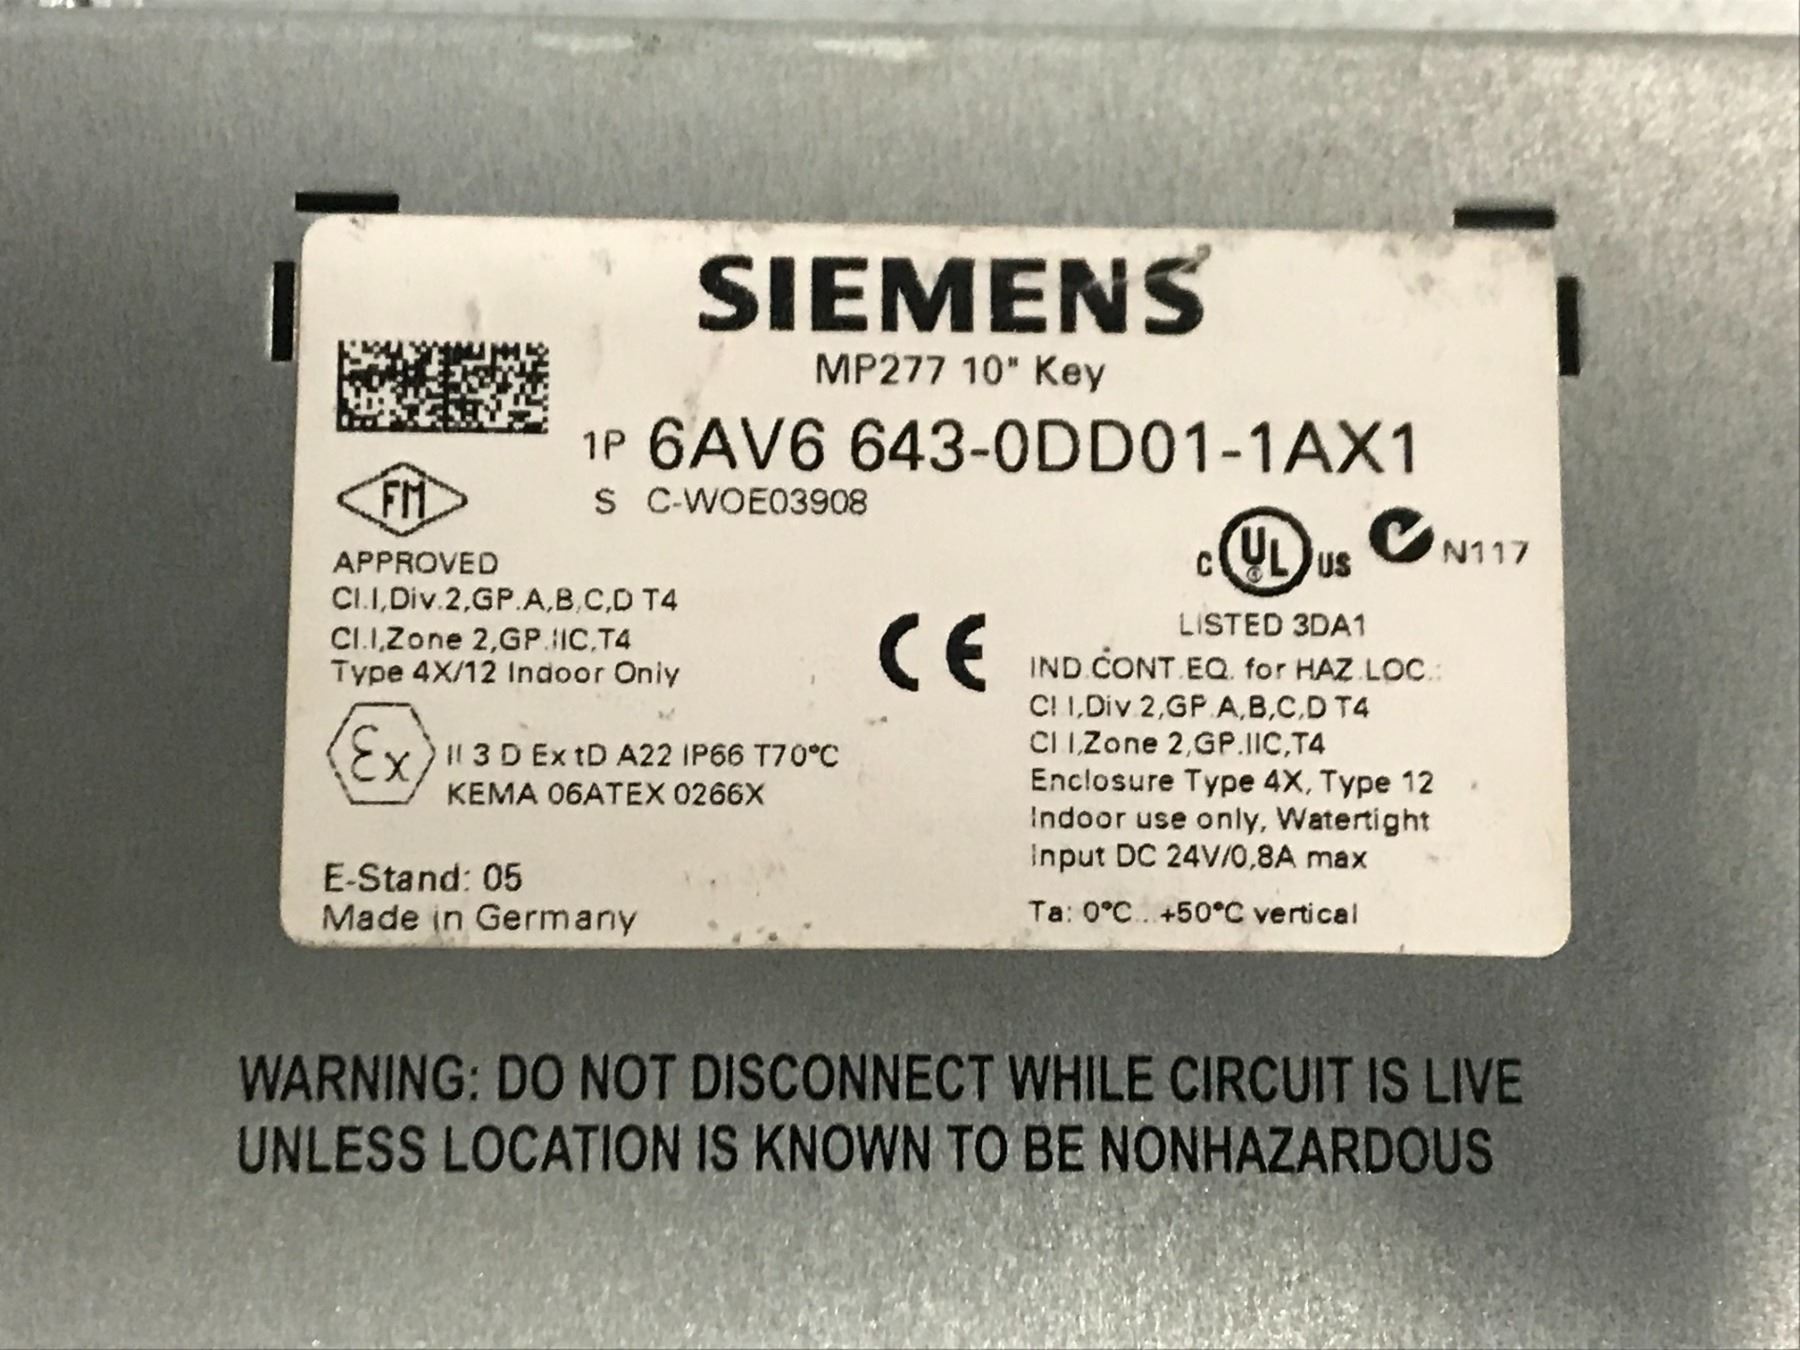 SIEMENS
MP277 10" Key
1P 6AV6 643-0DD01-1AX1
S C-WOE03908
FM
APPROVED
Cl.I,Div.2,GP.A,B,C,D T4
Cl.I,Zone 2,GP.IIC,T4
Type 4X/12 Indoor Only
Ex II 3 D Ex tD A22 IP66 T70°C
KEMA 06ATEX 0266X
E-Stand: 05
Made in Germany
CE
C UL US N117
LISTED 3DA1
IND.CONT.EQ. for HAZ.LOC.:
Cl I,Div 2,GP.A,B,C,D T4
Cl I,Zone 2,GP.IIC,T4
Enclosure Type 4X, Type 12
Indoor use only, Watertight
Input DC 24V/0,8A max
Ta: 0°C...+50°C vertical
WARNING: DO NOT DISCONNECT WHILE CIRCUIT IS LIVE
UNLESS LOCATION IS KNOWN TO BE NONHAZARDOUS